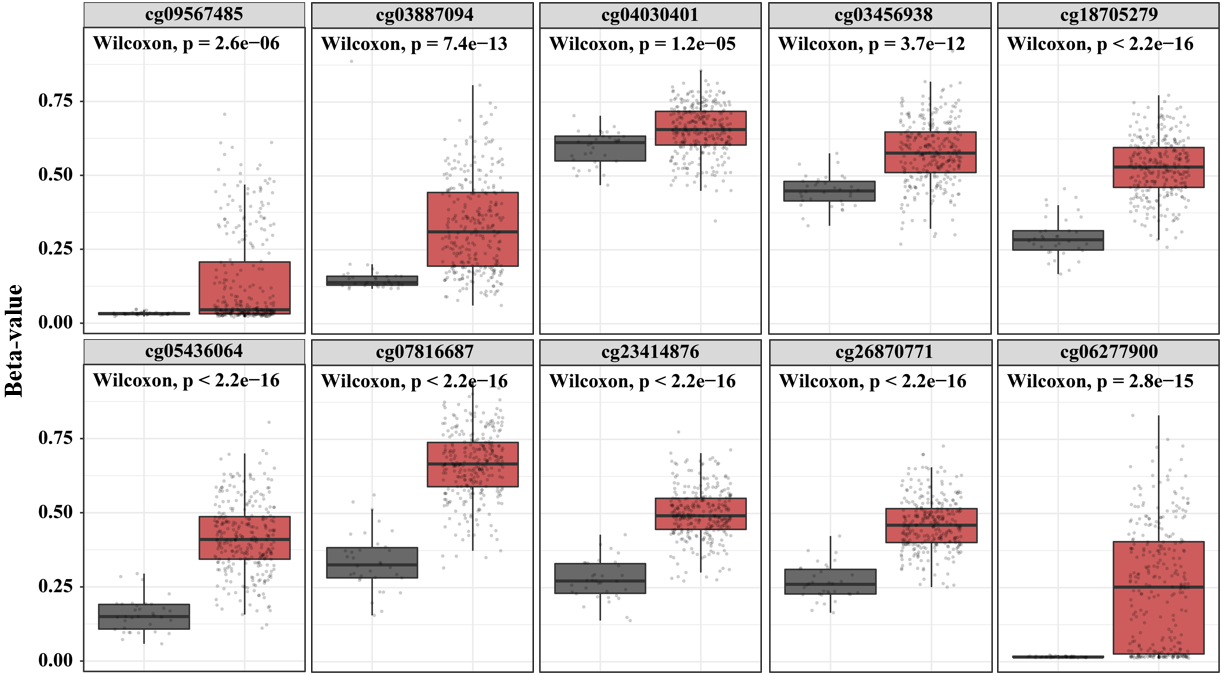 cg09567485 cg03887094 cg04030401 cg03456938 cg18705279
Wilcoxon, p = 2.6e−06 Wilcoxon, p = 7.4e−13 Wilcoxon, p = 1.2e−05 Wilcoxon, p = 3.7e−12 Wilcoxon, p < 2.2e−16
0.75
0.50
0.25
0.00
Beta-value
cg05436064 cg07816687 cg23414876 cg26870771 cg06277900
Wilcoxon, p < 2.2e−16 Wilcoxon, p < 2.2e−16 Wilcoxon, p < 2.2e−16 Wilcoxon, p < 2.2e−16 Wilcoxon, p = 2.8e−15
0.75
0.50
0.25
0.00